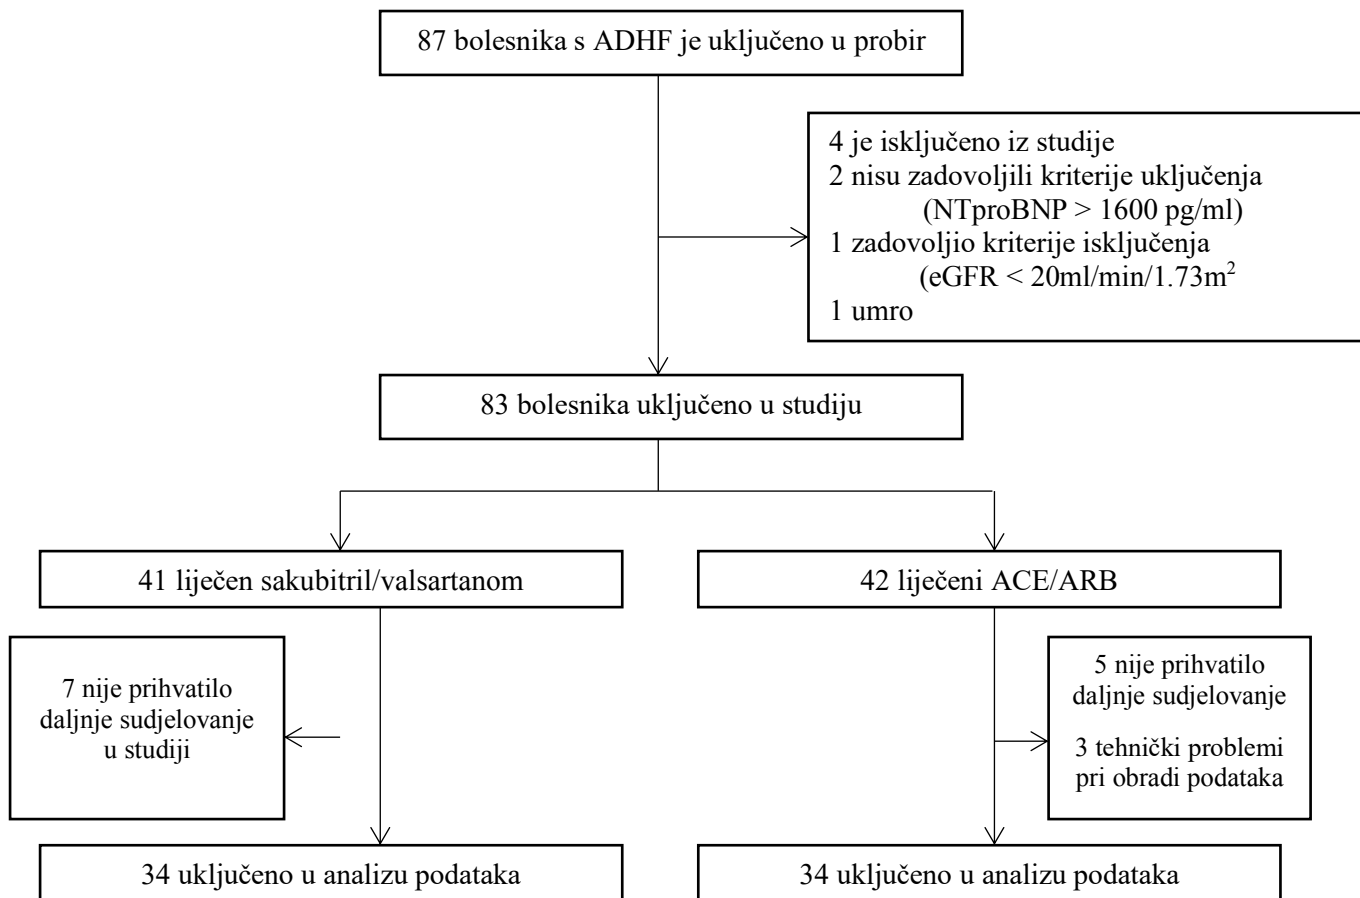 87 bolesnika s ADHF je uključeno u probir
4 je isključeno iz studije
2 nisu zadovoljili kriterije uključenja
(NTproBNP > 1600 pg/ml)
1 zadovoljio kriterije isključenja
(eGFR < 20ml/min/1.73m²
1 umro
83 bolesnika uključeno u studiju
41 liječen sakubitril/valsartanom
42 liječeni ACE/ARB
7 nije prihvatilo
daljnje sudjelovanje
u studiji
5 nije prihvatilo
daljnje sudjelovanje
3 tehnički problemi
pri obradi podataka
34 uključeno u analizu podataka
34 uključeno u analizu podataka